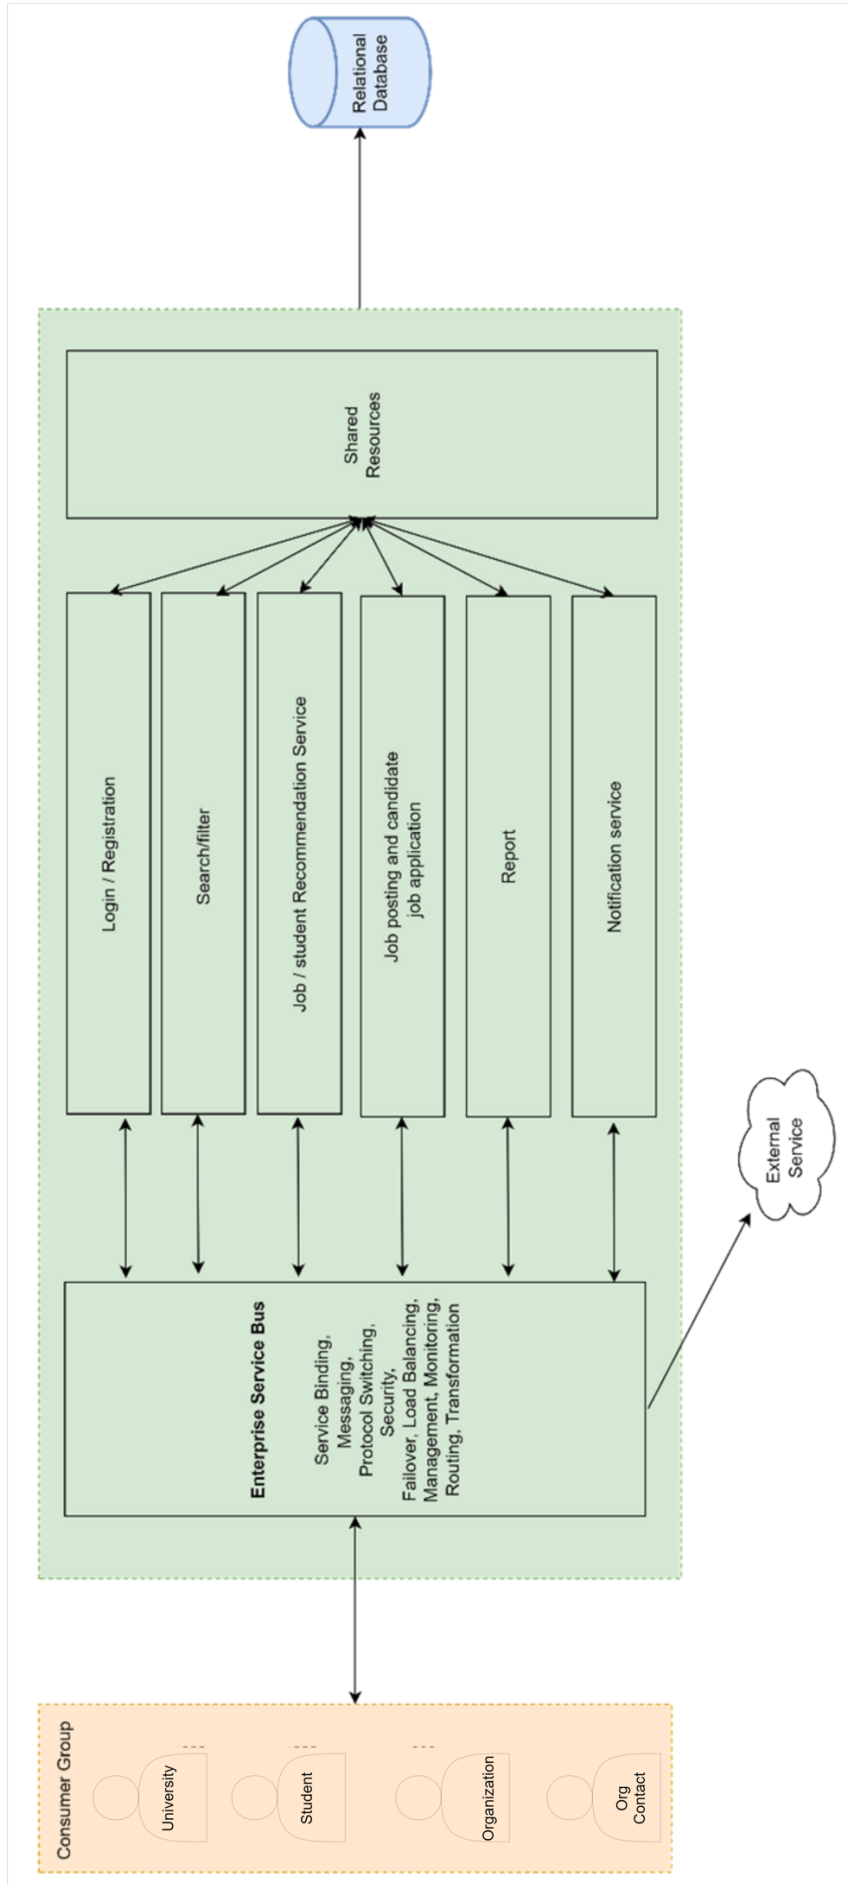 Consumer Group
University
Student
Organization
Org
Contact
Enterprise Service Bus
Service Binding,
Messaging,
Protocol Switching,
Security,
Failover, Load Balancing,
Management, Monitoring,
Routing, Transformation
External
Service
Login / Registration
Search/filter
Job / student Recommendation Service
Job posting and candidate
job application
Report
Notification service
Shared
Resources
Relational
Database